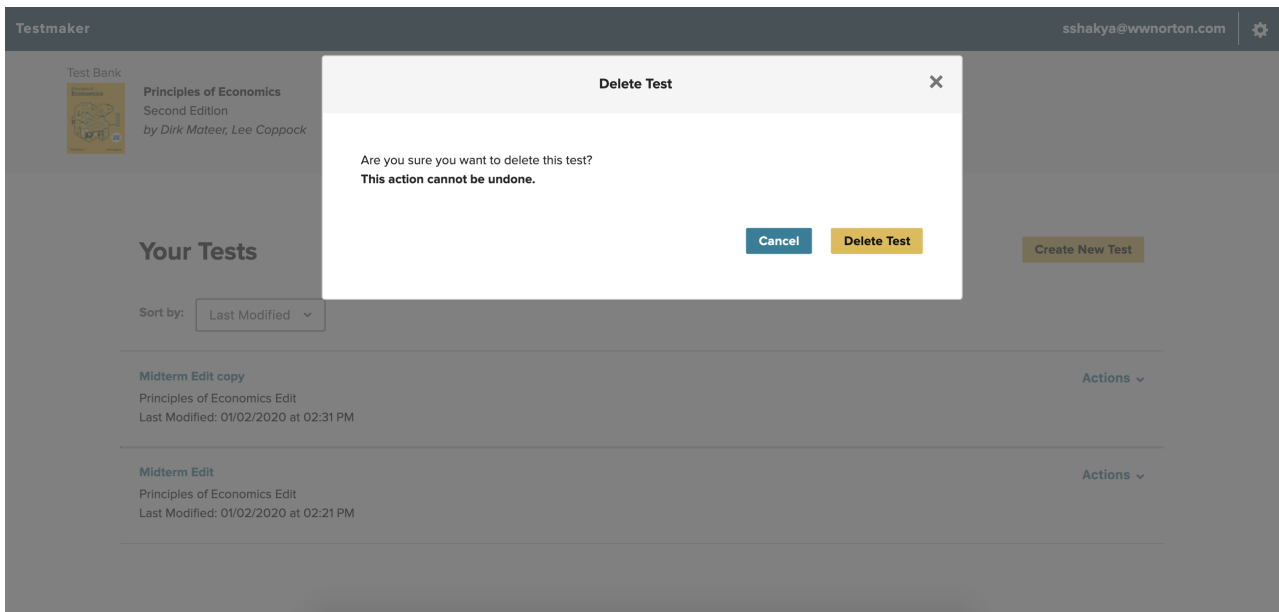 Testmaker
sshakya@wwnorton.com
Test Bank
Principles of Economics
Second Edition
by Dirk Mateer, Lee Coppock
Delete Test
Are you sure you want to delete this test?
This action cannot be undone.
Cancel
Delete Test
Your Tests
Create New Test
Sort by:
Last Modified
Midterm Edit copy
Actions
Principles of Economics Edit
Last Modified: 01/02/2020 at 02:31 PM
Midterm Edit
Actions
Principles of Economics Edit
Last Modified: 01/02/2020 at 02:21 PM